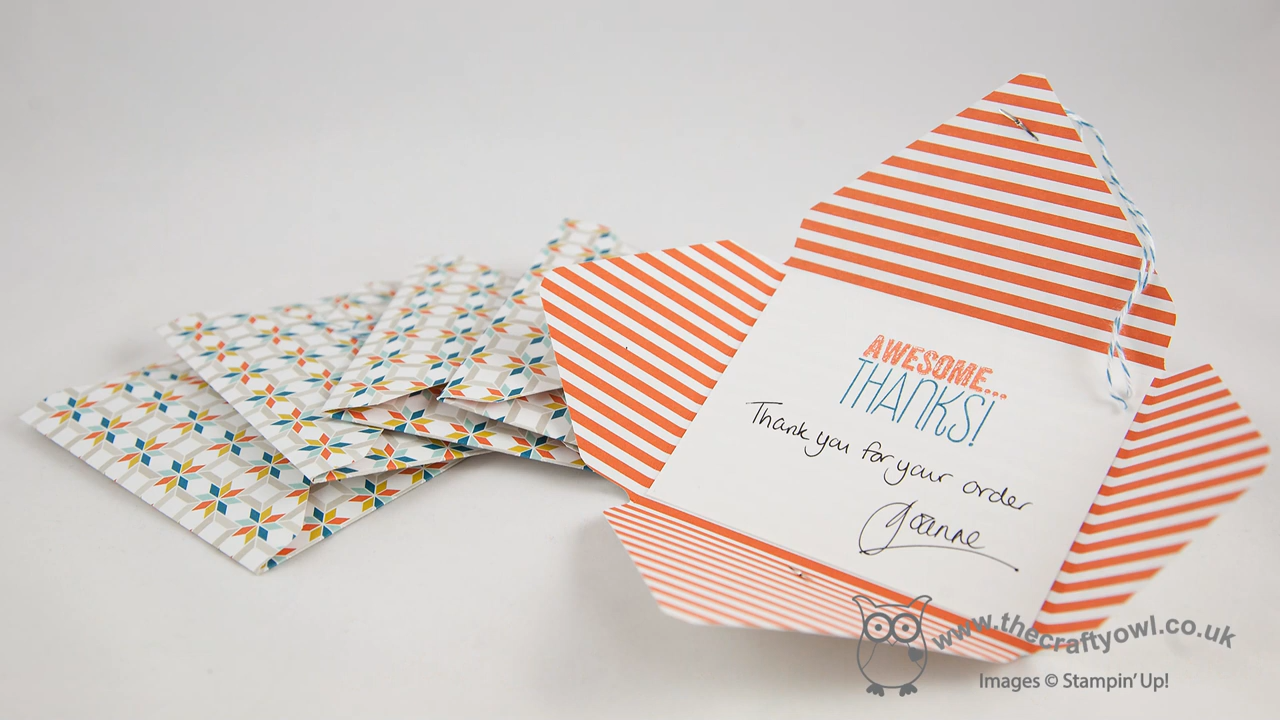 AWESOME...
THANKS!
Thank you for your order
Joanne
www.thecraftyowl.co.uk
Images © Stampin' Up!